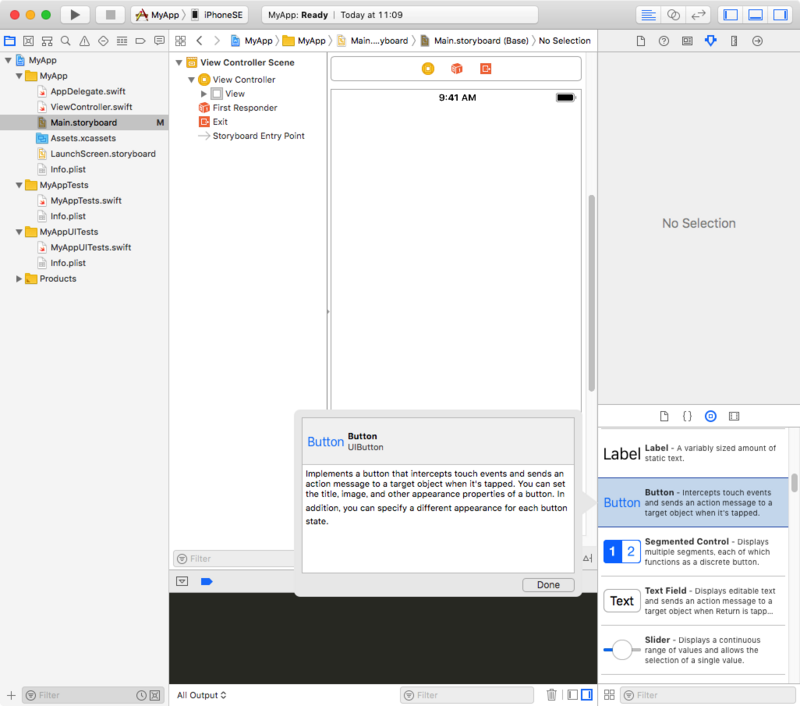 MyApp iPhoneSE
MyApp: Ready Today at 11:09
MyApp MyApp Main....yboard Main.storyboard (Base) No Selection
MyApp
MyApp
AppDelegate.swift
ViewController.swift
Main.storyboard M
Assets.xcassets
LaunchScreen.storyboard
Info.plist
MyAppTests
MyAppTests.swift
Info.plist
MyAppUITests
MyAppUITests.swift
Info.plist
Products
Filter
View Controller Scene
View Controller
View
First Responder
Exit
Storyboard Entry Point
Filter
9:41 AM
Button
Button
UIButton
Implements a button that intercepts touch events and sends an
action message to a target object when it's tapped. You can set
the title, image, and other appearance properties of a button. In
addition, you can specify a different appearance for each button
state.
Done
All Output
Filter
No Selection
Label
Label - A variably sized amount of
static text.
Button
Button - Intercepts touch events
and sends an action message to a
target object when it's tapped.
1 2
Segmented Control - Displays
multiple segments, each of which
functions as a discrete button.
Text
Text Field - Displays editable text
and sends an action message to a
target object when Return is tapp...
Slider - Displays a continuous
range of values and allows the
selection of a single value.
Filter